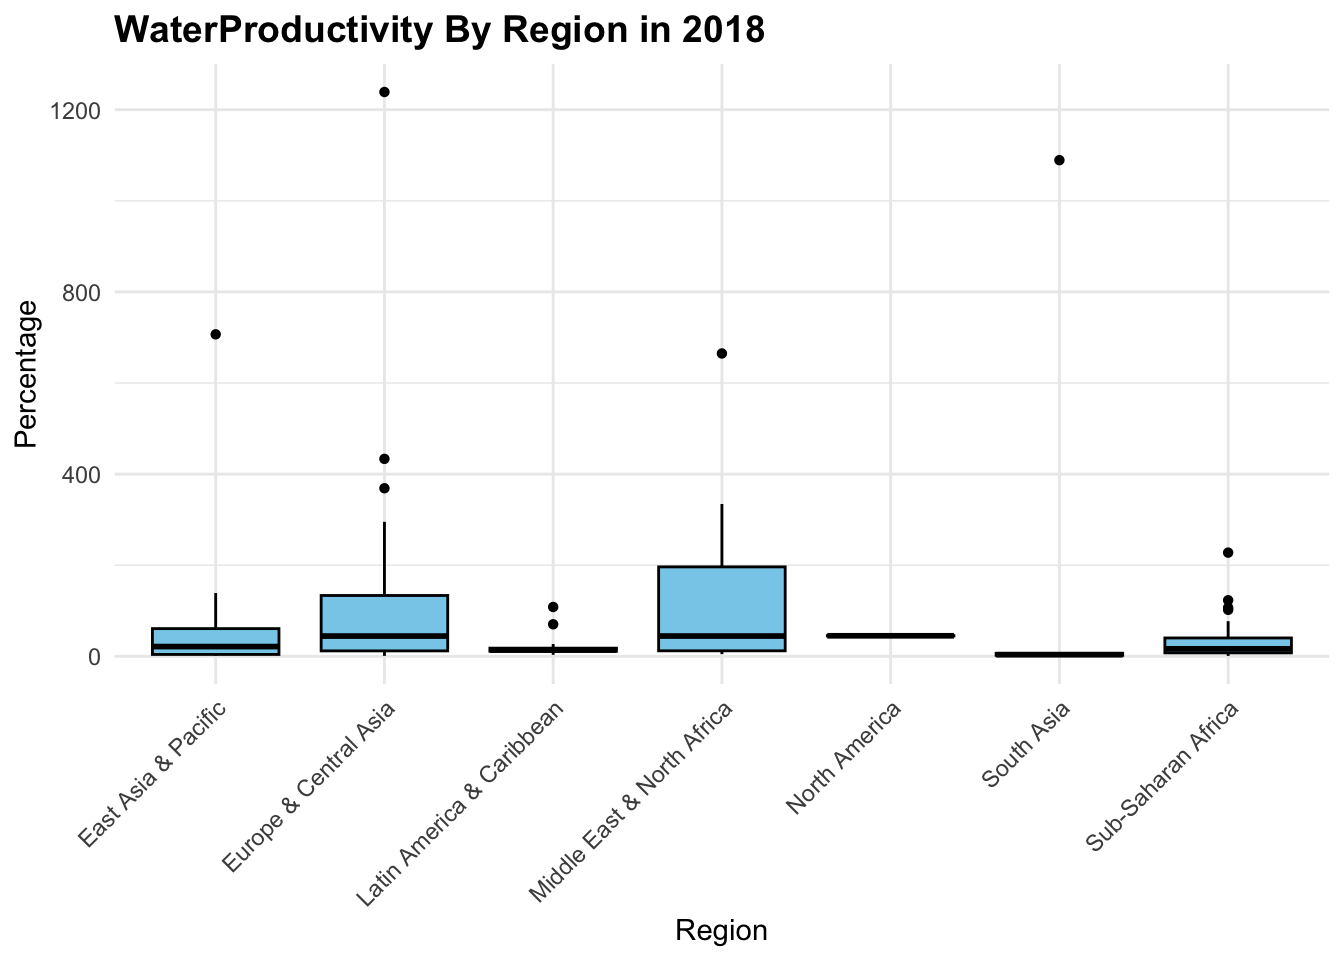 WaterProductivity By Region in 2018
Percentage
1200
800
400
0
East Asia & Pacific
Europe & Central Asia
Latin America & Caribbean
Middle East & North Africa
North America
South Asia
Sub-Saharan Africa
Region